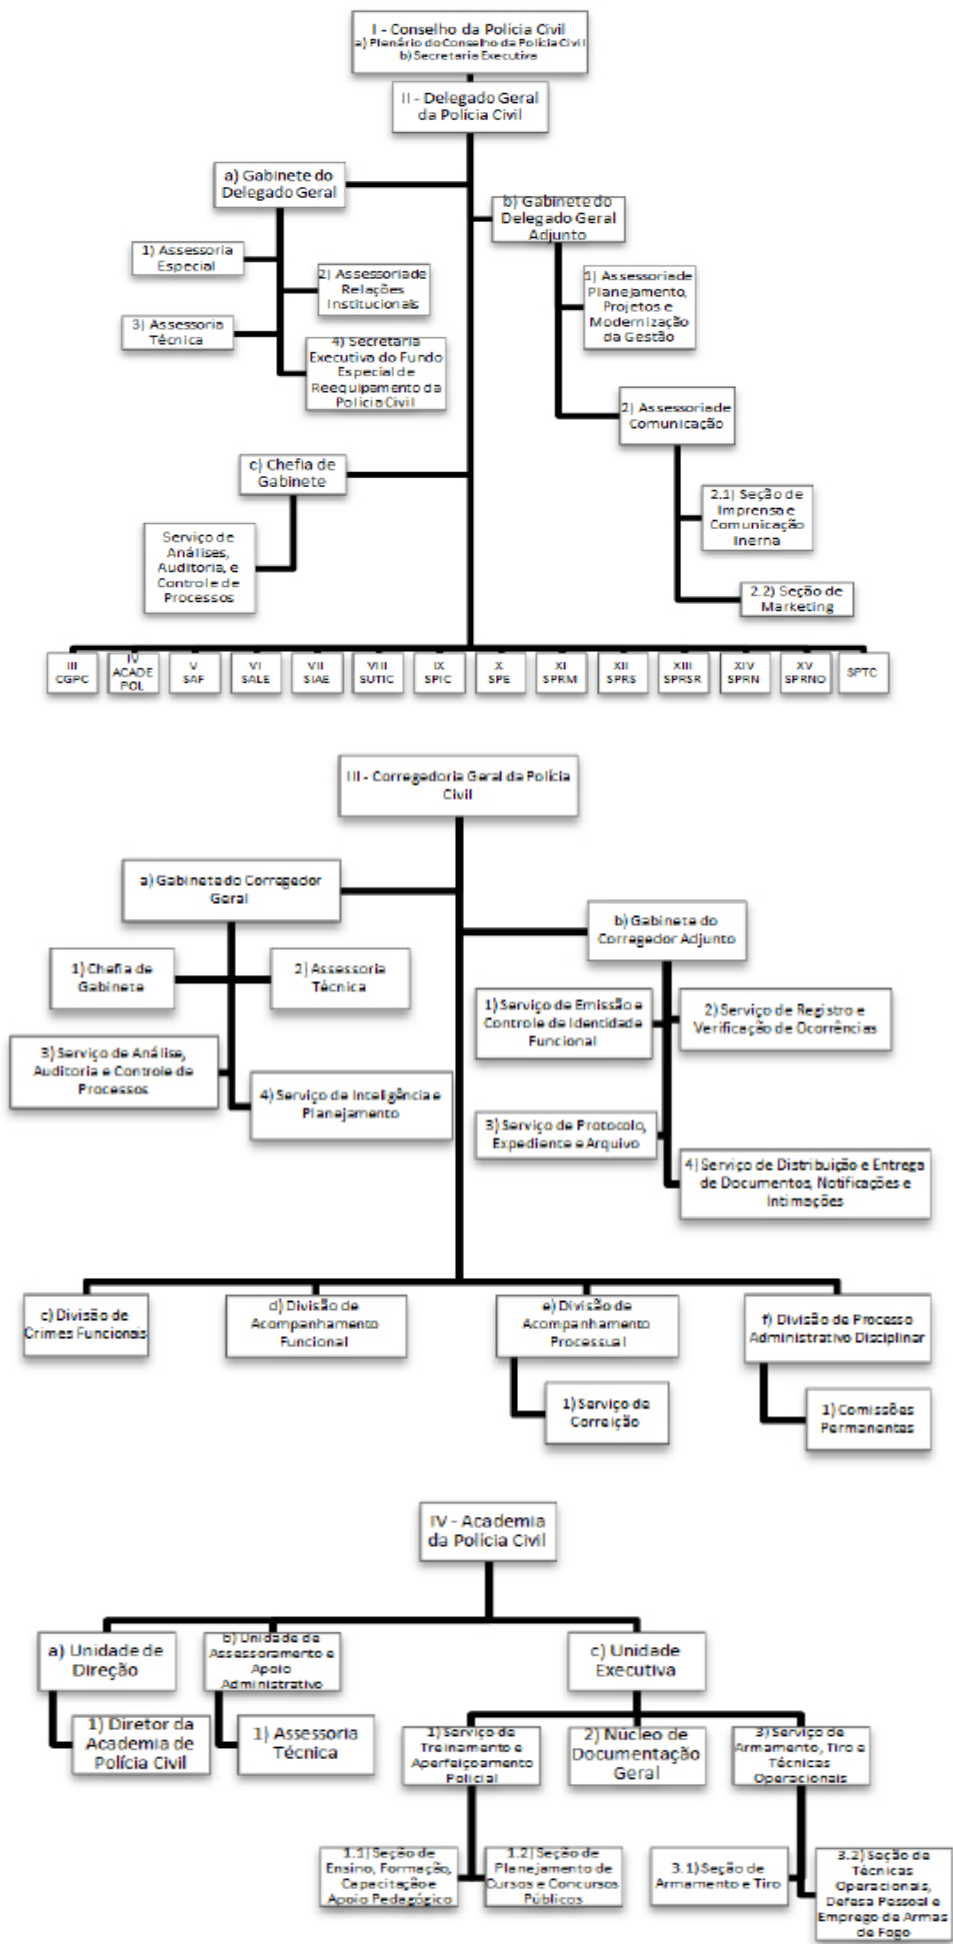 I - Conselho da Polícia Civil
a) Plenário do Conselho da Polícia Civil
b) Secretaria Executiva
II - Delegado Geral
da Polícia Civil
a) Gabinete do
Delegado Geral
b) Gabinete do
Delegado Geral
Adjunto
1) Assessoria
Especial
2) Assessoria de
Relações
Institucionais
3) Assessoria
Técnica
4) Secretaria
Executiva do Fundo
Especial de
Reequipamento da
Polícia Civil
1) Assessoria de
Planejamento,
Projetos e
Modernização
da Gestão
2) Assessoria de
Comunicação
c) Chefia de
Gabinete
2.1) Seção de
Imprensa e
Comunicação
Inerna
Serviço de
Análises,
Auditoria, e
Controle de
Processos
2.2) Seção de
Marketing
III
CGPC
IV
ACADE
POL
V
SAF
VI
SALE
VII
SIAE
VIII
SUTIC
IX
SPIC
X
SPE
XI
SPRM
XII
SPRS
XIII
SPRSR
XIV
SPRN
XV
SPRNO
SPTC
III - Corregedoria Geral da Polícia
Civil
a) Gabinete do Corregedor
Geral
b) Gabinete do
Corregedor Adjunto
1) Chefia de
Gabinete
2) Assessoria
Técnica
3) Serviço de Análise,
Auditoria e Controle de
Processos
4) Serviço de Inteligência e
Planejamento
1) Serviço de Emissão e
Controle de Identidade
Funcional
2) Serviço de Registro e
Verificação de Ocorrências
3) Serviço de Protocolo,
Expediente e Arquivo
4) Serviço de Distribuição e Entrega
de Documentos, Notificações e
Intimações
c) Divisão de
Crimes Funcionais
d) Divisão de
Acompanhamento
Funcional
e) Divisão de
Acompanhamento
Processual
f) Divisão de Processo
Administrativo Disciplinar
1) Serviço de
Correição
1) Comissões
Permanentes
IV - Academia
da Polícia Civil
a) Unidade de
Direção
b) Unidade de
Assessoramento e
Apoio
Administrativo
c) Unidade
Executiva
1) Diretor da
Academia de
Polícia Civil
1) Assessoria
Técnica
1) Serviço de
Treinamento e
Aperfeiçoamento
Policial
2) Núcleo de
Documentação
Geral
3) Serviço de
Armamento, Tiro e
Técnicas
Operacionais
1.1) Seção de
Ensino, Formação,
Capacitação e
Apoio Pedagógico
1.2) Seção de
Planejamento de
Cursos e Concursos
Públicos
3.1) Seção de
Armamento e Tiro
3.2) Seção de
Técnicas
Operacionais,
Defesa Pessoal e
Emprego de Armas
de Fogo